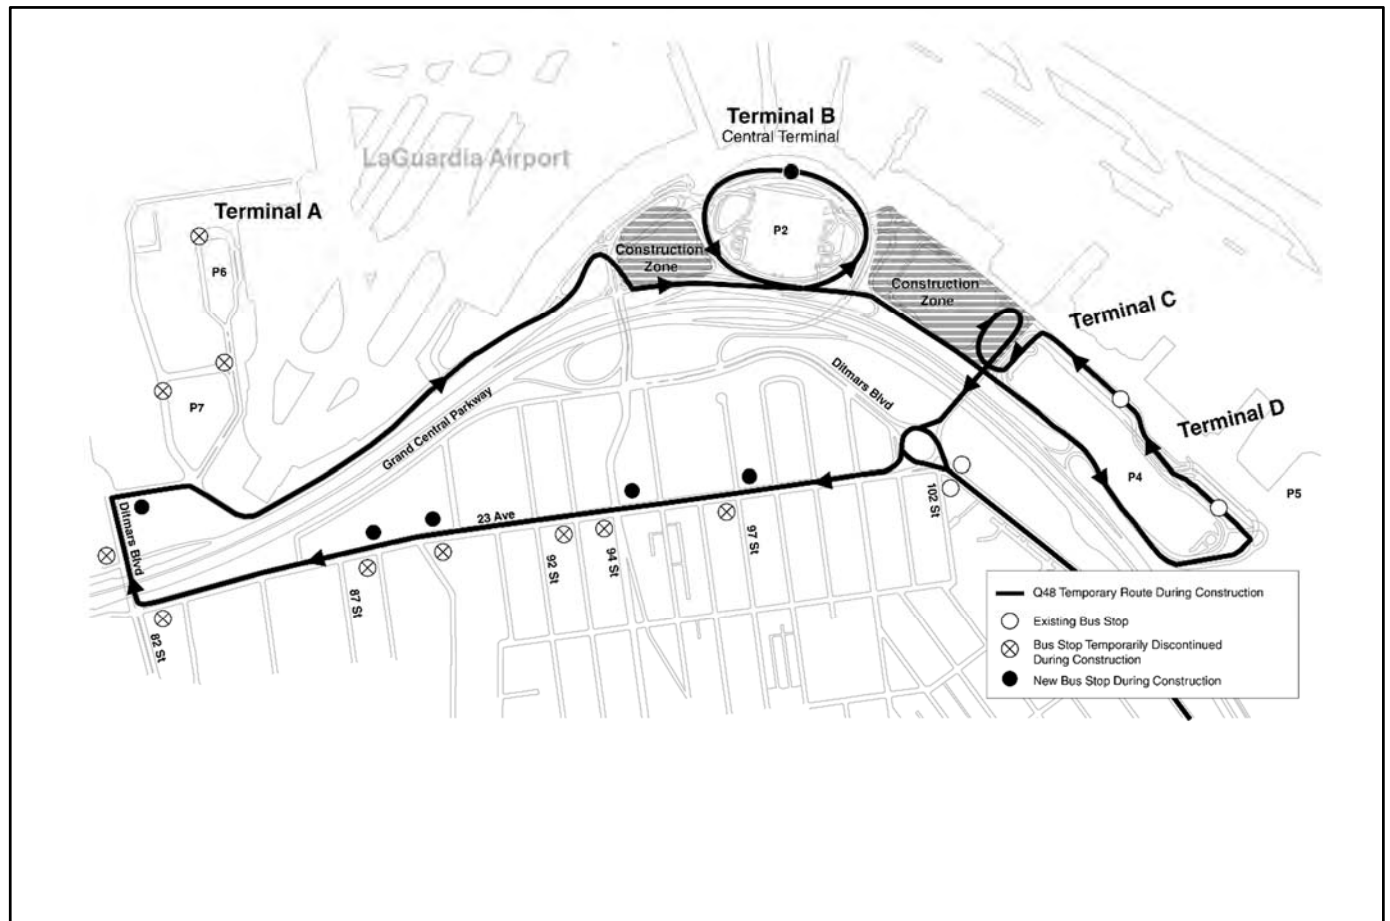 Terminal B
Central Terminal
LaGuardia Airport
Terminal A
P2
P6
Construction
Zone
Construction
Zone
Terminal C
Ditmars Blvd
P7
Grand Central Parkway
Terminal D
P4
P5
102 St
Ditmars Blvd
23 Ave
97 St
94 St
92 St
87 St
82 St
Q48 Temporary Route During Construction
Existing Bus Stop
Bus Stop Temporarily Discontinued
During Construction
New Bus Stop During Construction